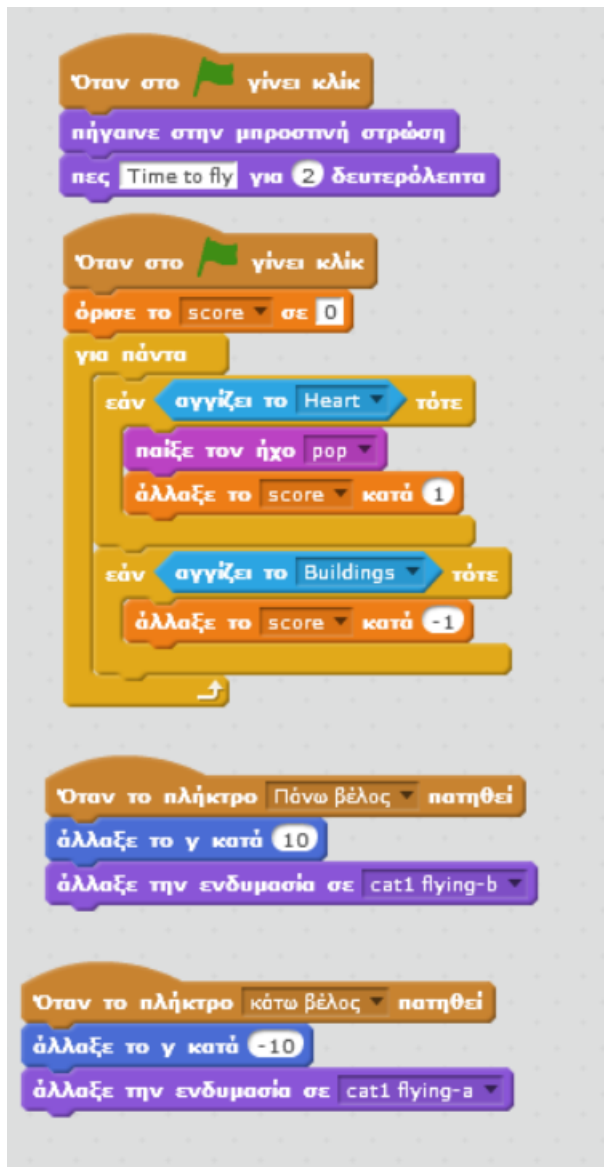 Όταν στο γίνει κλίκ
πήγαινε στην μπροστινή στρώση
πες Time to fly για 2 δευτερόλεπτα
Όταν στο γίνει κλίκ
όρισε το score σε 0
για πάντα
εάν αγγίζει το Heart τότε
παίξε τον ήχο pop
άλλαξε το score κατά 1
εάν αγγίζει το Buildings τότε
άλλαξε το score κατά -1
Όταν το πλήκτρο Πάνω βέλος πατηθεί
άλλαξε το y κατά 10
άλλαξε την ενδυμασία σε cat1 flying-b
Όταν το πλήκτρο κάτω βέλος πατηθεί
άλλαξε το y κατά -10
άλλαξε την ενδυμασία σε cat1 flying-a